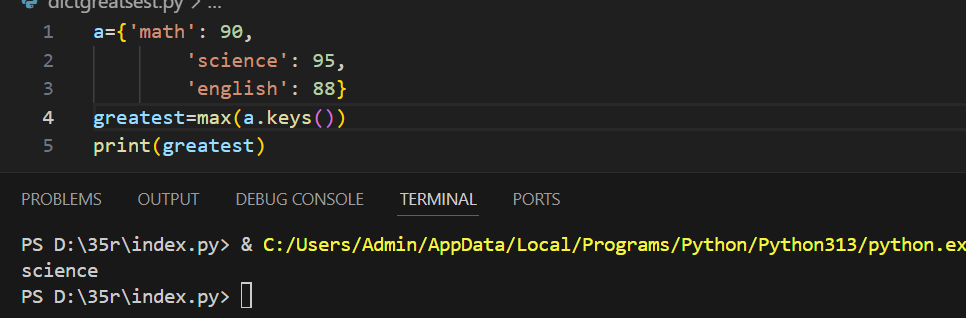 dictgreatsest.py > ...
1 a={'math': 90,
2 'science': 95,
3 'english': 88}
4 greatest=max(a.keys())
5 print(greatest)
PROBLEMS OUTPUT DEBUG CONSOLE TERMINAL PORTS
PS D:\35r\index.py> & C:/Users/Admin/AppData/Local/Programs/Python/Python313/python.ex
science
PS D:\35r\index.py>